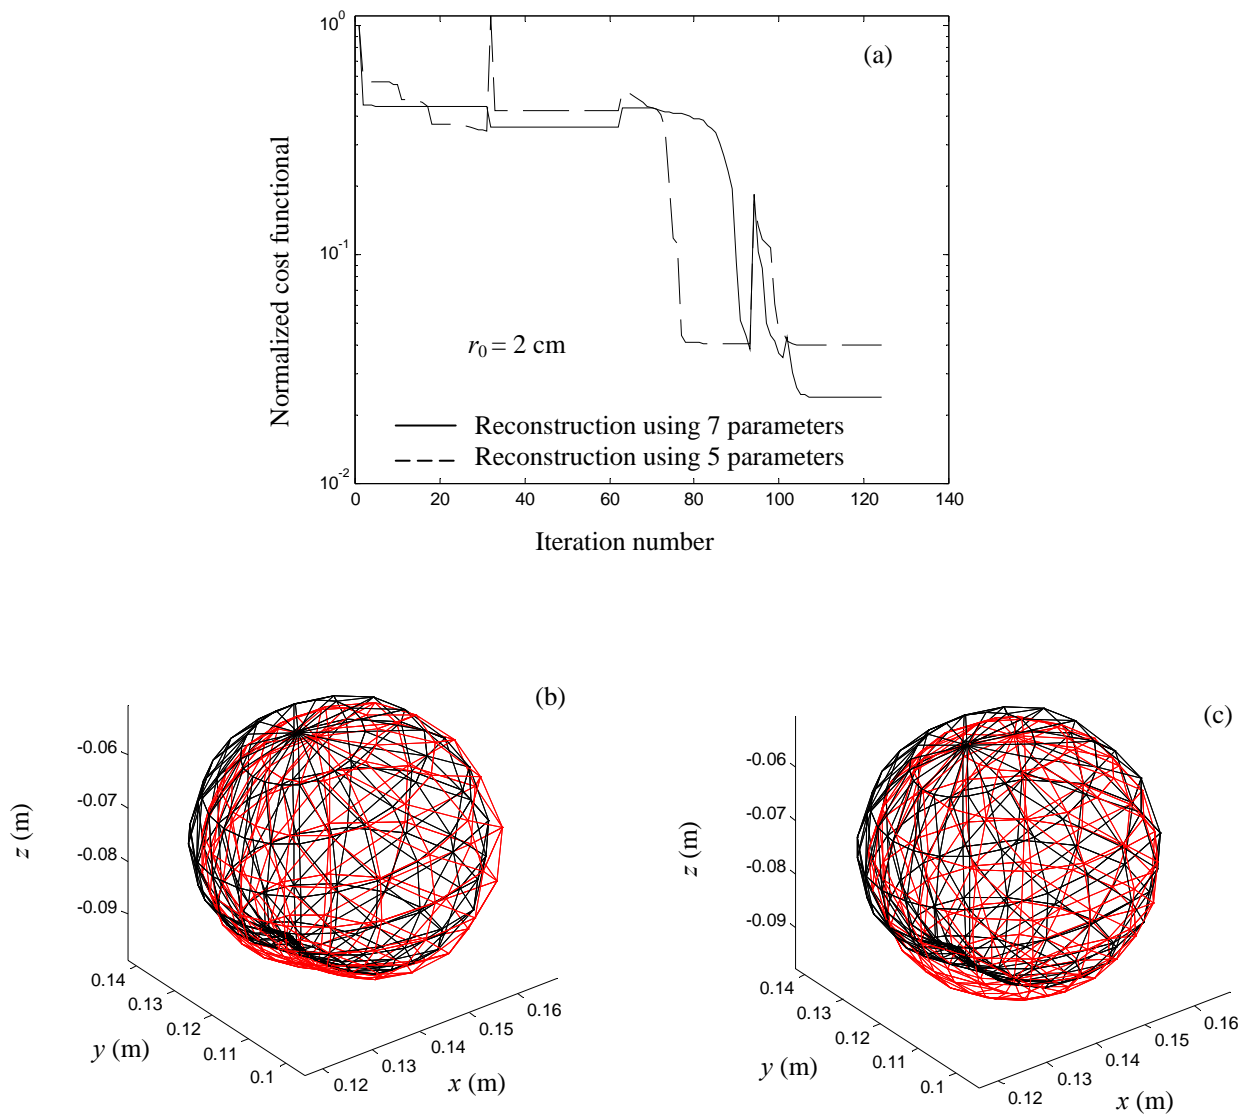 10^0
(a)
Normalized cost functional
10^-1
r0 = 2 cm
Reconstruction using 7 parameters
Reconstruction using 5 parameters
10^-2
0 20 40 60 80 100 120 140
Iteration number
(b)
-0.06
-0.07
-0.08
-0.09
z (m)
0.14
0.13
0.12
0.11
0.1
y (m)
0.12
0.13
0.14
0.15
0.16
x (m)
(c)
-0.06
-0.07
-0.08
-0.09
z (m)
0.14
0.13
0.12
0.11
0.1
y (m)
0.12
0.13
0.14
0.15
0.16
x (m)